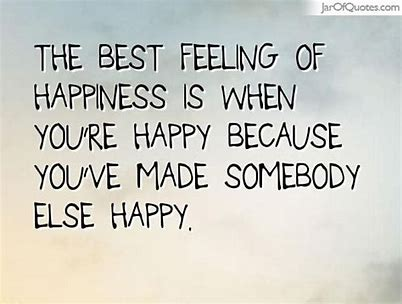 JarOfQuotes.com
THE BEST FEELING OF
HAPPINESS IS WHEN
YOU'RE HAPPY BECAUSE
YOU'VE MADE SOMEBODY
ELSE HAPPY.